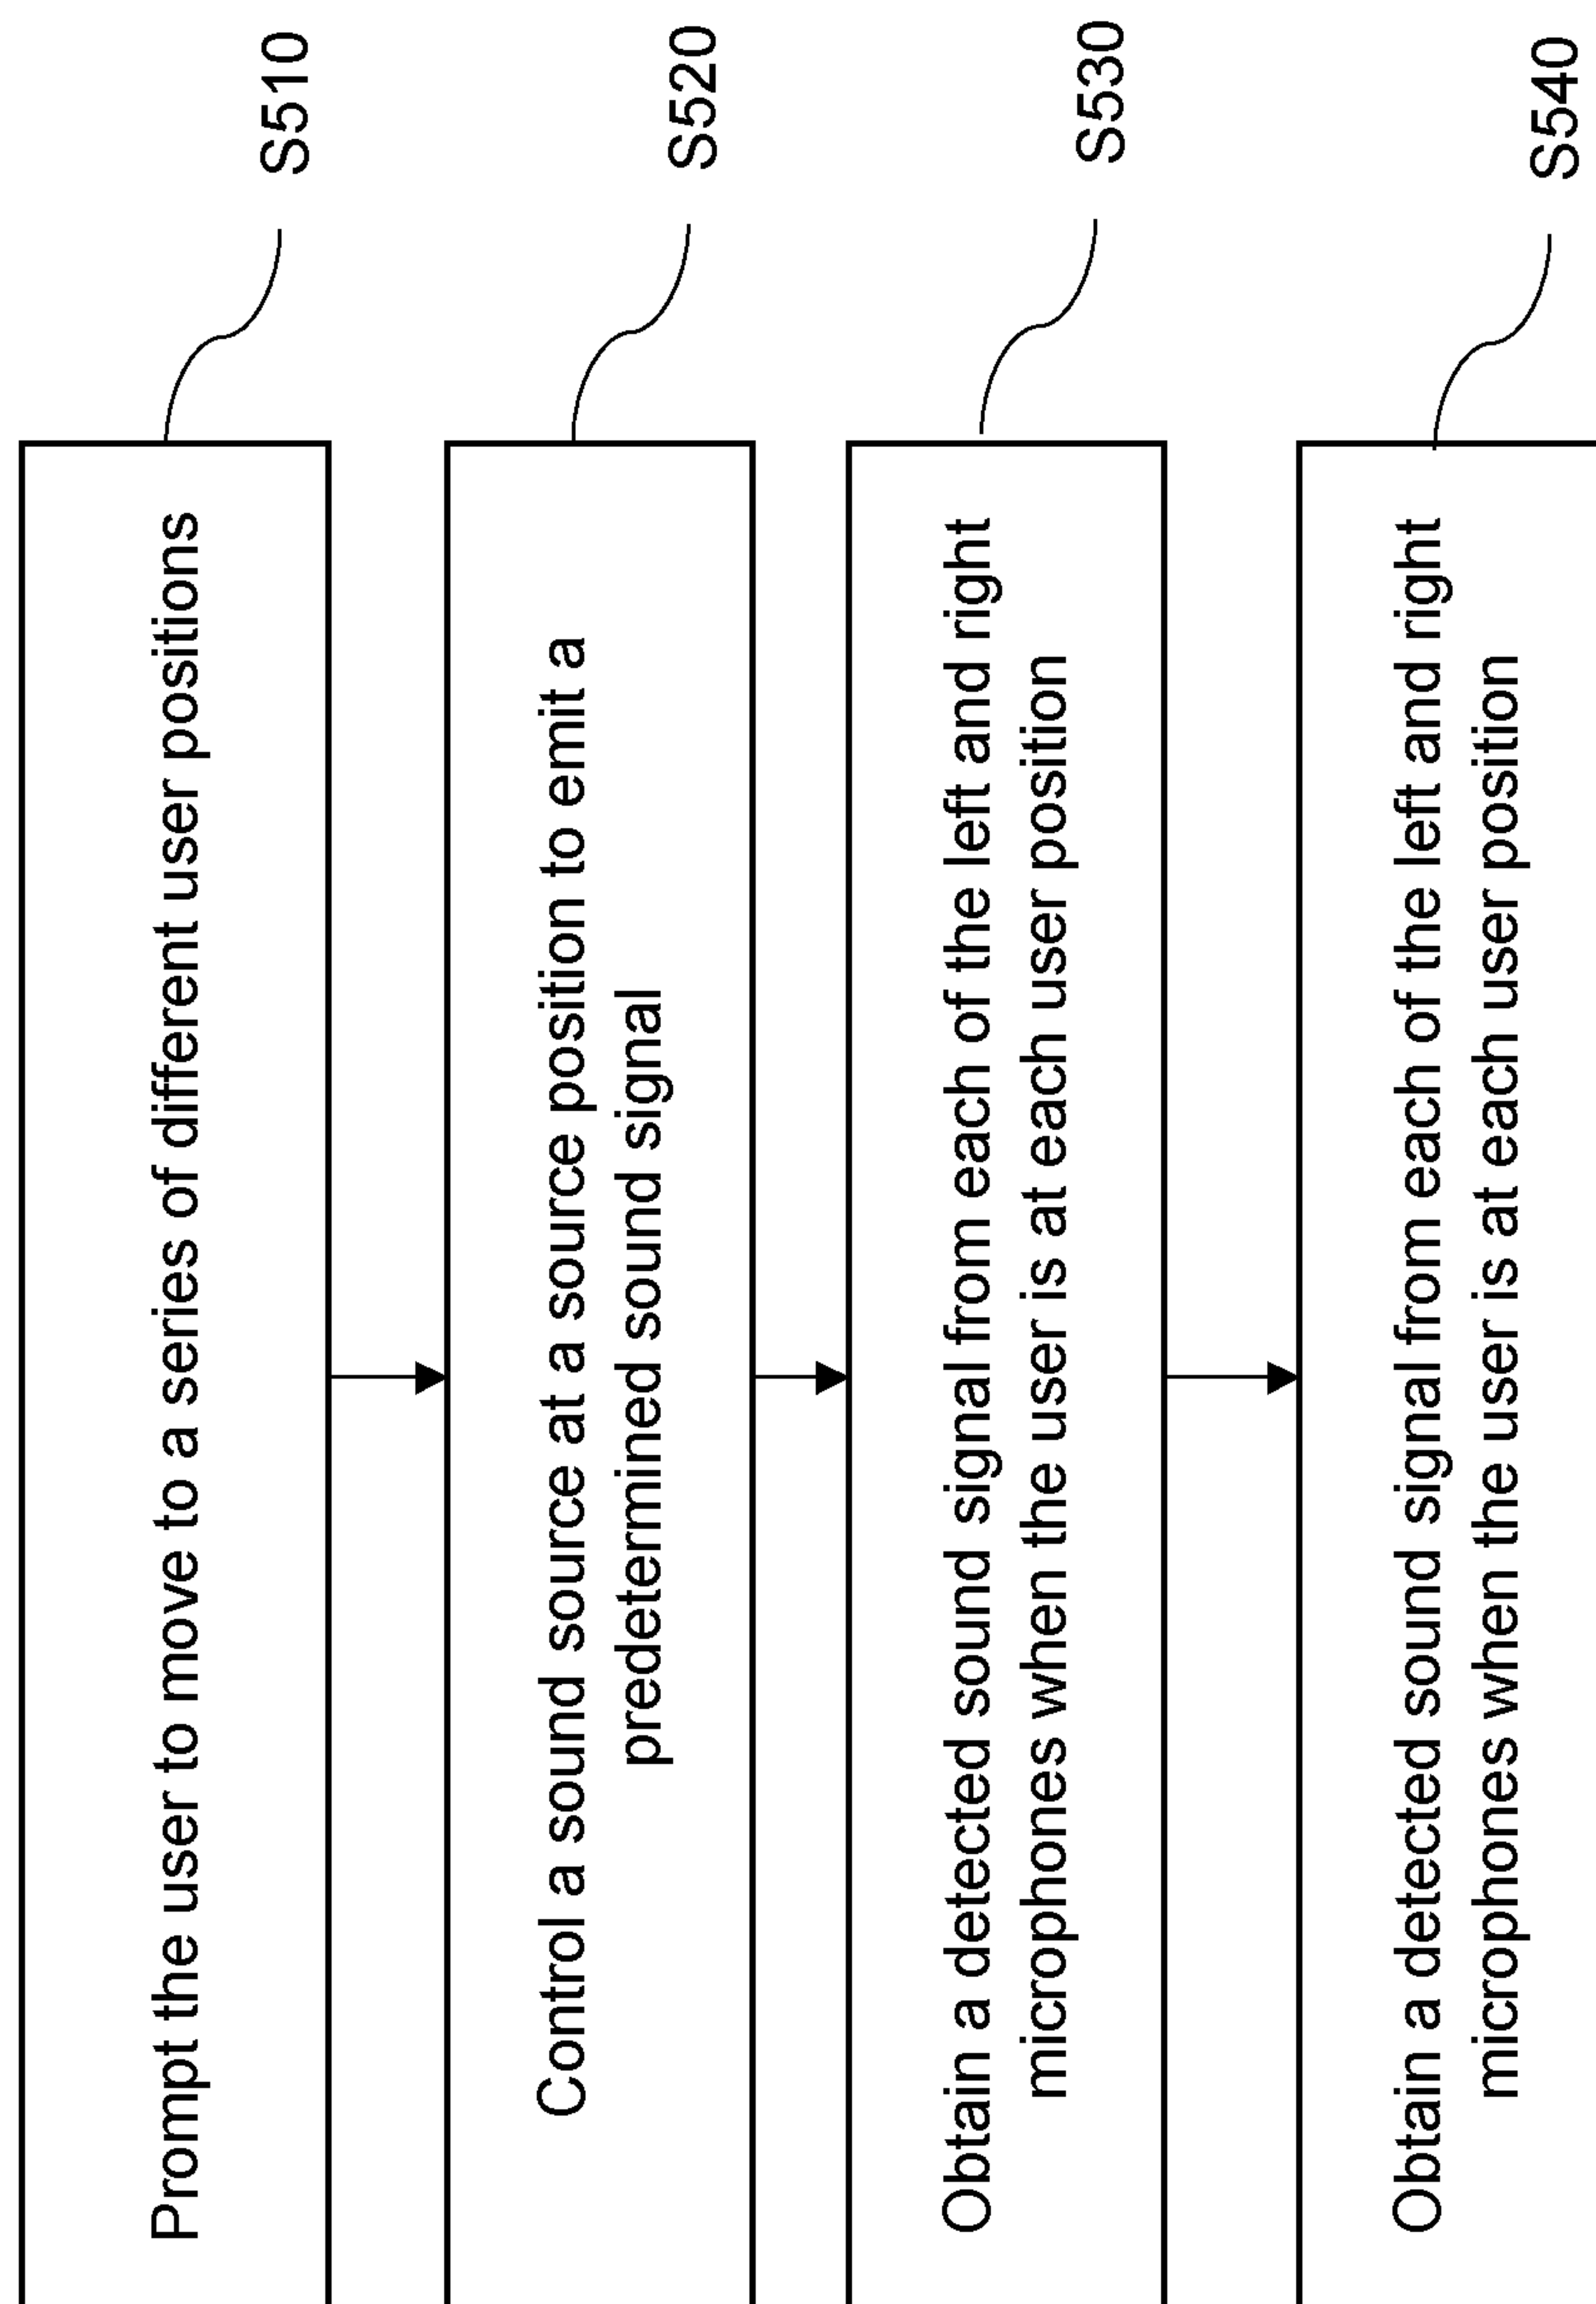 Prompt the user to move to a series of different user positions
S510
Control a sound source at a source position to emit a
predetermined sound signal
S520
Obtain a detected sound signal from each of the left and right
microphones when the user is at each user position
S530
Obtain a detected sound signal from each of the left and right
microphones when the user is at each user position
S540